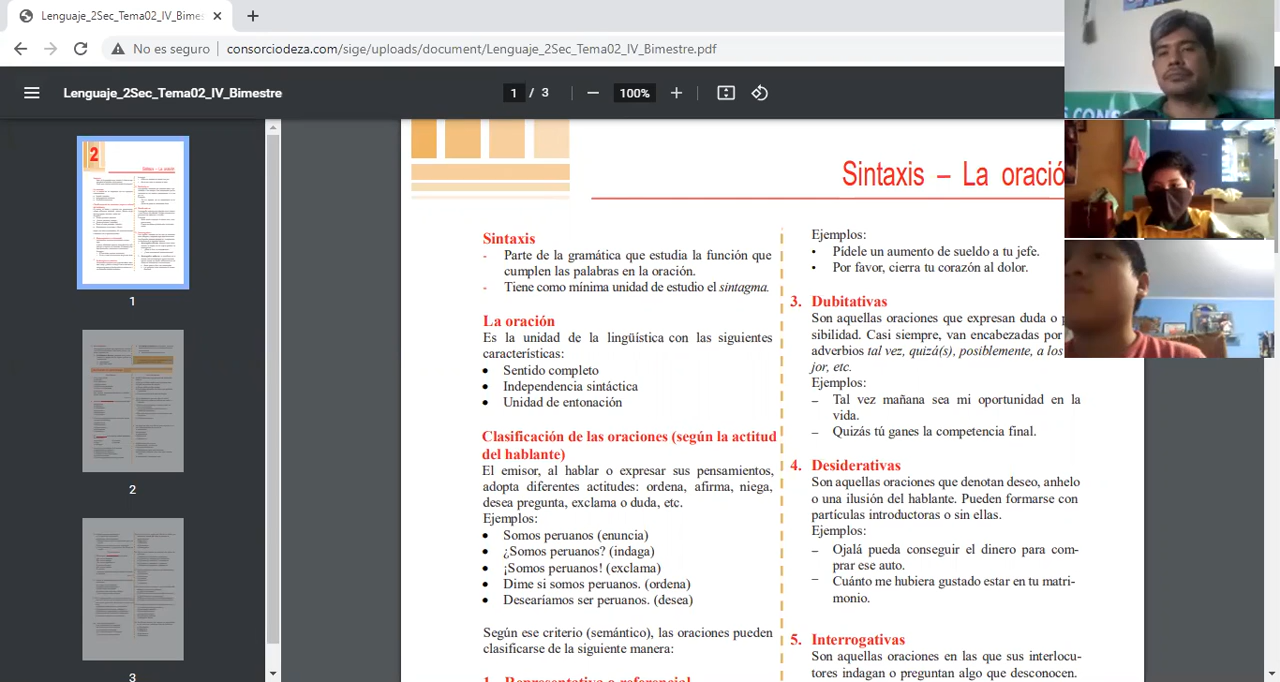 Lenguaje_2Sec_Tema02_IV_Bime
No es seguro
consorciodeza.com/sige/uploads/document/Lenguaje_2Sec_Tema02_IV_Bimestre.pdf
Lenguaje_2Sec_Tema02_IV_Bimestre
1 / 3
100%
2
1
2
3
Sintaxis – La oració
Sintaxis
- Parte de la gramática que estudia la función que
cumplen las palabras en la oración.
- Tiene como mínima unidad de estudio el sintagma.
La oración
Es la unidad de la lingüística con las siguientes
características:
• Sentido completo
• Independencia sintáctica
• Unidad de entonación
Clasificación de las oraciones (según la actitud
del hablante)
El emisor, al hablar o expresar sus pensamientos,
adopta diferentes actitudes: ordena, afirma, niega,
desea pregunta, exclama o duda, etc.
Ejemplos:
• Somos peruanos (enuncia)
• ¿Somos peruanos? (indaga)
• ¡Somos peruanos! (exclama)
• Dime si somos peruanos. (ordena)
• Desearíamos ser peruanos. (desea)
Según ese criterio (semántico), las oraciones pueden
clasificarse de la siguiente manera:
1. Representativa o referencial
Ejemplos:
• Pídele un aumento de sueldo a tu jefe.
• Por favor, cierra tu corazón al dolor.
3. Dubitativas
Son aquellas oraciones que expresan duda o
sibilidad. Casi siempre, van encabezadas por
adverbios tal vez, quizá(s), posiblemente, a los
jor, etc.
Ejemplos:
– Tal vez mañana sea mi oportunidad en la
vida.
– Quizás tú ganes la competencia final.
4. Desiderativas
Son aquellas oraciones que denotan deseo, anhelo
o una ilusión del hablante. Pueden formarse con
partículas introductoras o sin ellas.
Ejemplos:
– Ojalá pueda conseguir el dinero para com-
prar ese auto.
– Cuánto me hubiera gustado estar en tu matri-
monio.
5. Interrogativas
Son aquellas oraciones en las que sus interlocu-
tores indagan o preguntan algo que desconocen.